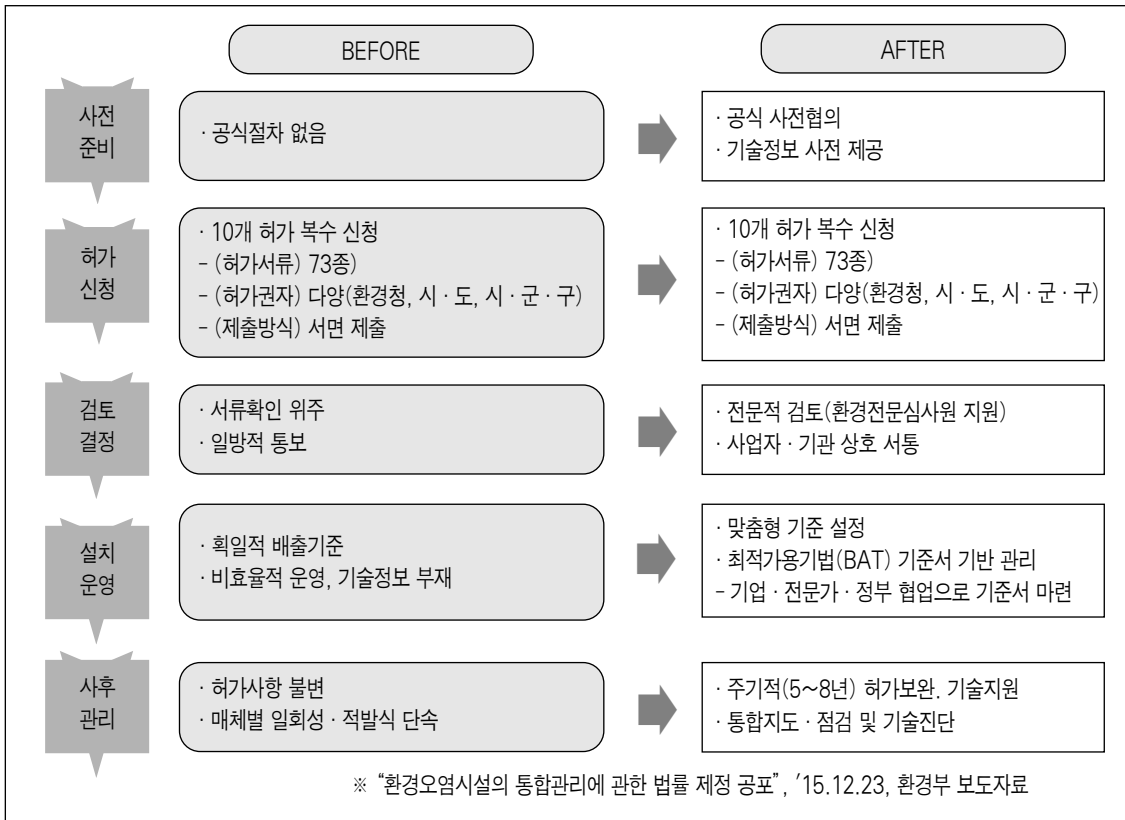 BEFORE
AFTER
사전
준비
· 공식절차 없음
· 공식 사전협의
· 기술정보 사전 제공
허가
신청
· 10개 허가 복수 신청
- (허가서류) 73종)
- (허가권자) 다양(환경청, 시 · 도, 시 · 군 · 구)
- (제출방식) 서면 제출
· 10개 허가 복수 신청
- (허가서류) 73종)
- (허가권자) 다양(환경청, 시 · 도, 시 · 군 · 구)
- (제출방식) 서면 제출
검토
결정
· 서류확인 위주
· 일방적 통보
· 전문적 검토(환경전문심사원 지원)
· 사업자 · 기관 상호 서통
설치
운영
· 획일적 배출기준
· 비효율적 운영, 기술정보 부재
· 맞춤형 기준 설정
· 최적가용기법(BAT) 기준서 기반 관리
- 기업 · 전문가 · 정부 협업으로 기준서 마련
사후
관리
· 허가사항 불변
· 매체별 일회성 · 적발식 단속
· 주기적(5~8년) 허가보완. 기술지원
· 통합지도 · 점검 및 기술진단
※ “환경오염시설의 통합관리에 관한 법률 제정 공포”, ′15.12.23, 환경부 보도자료